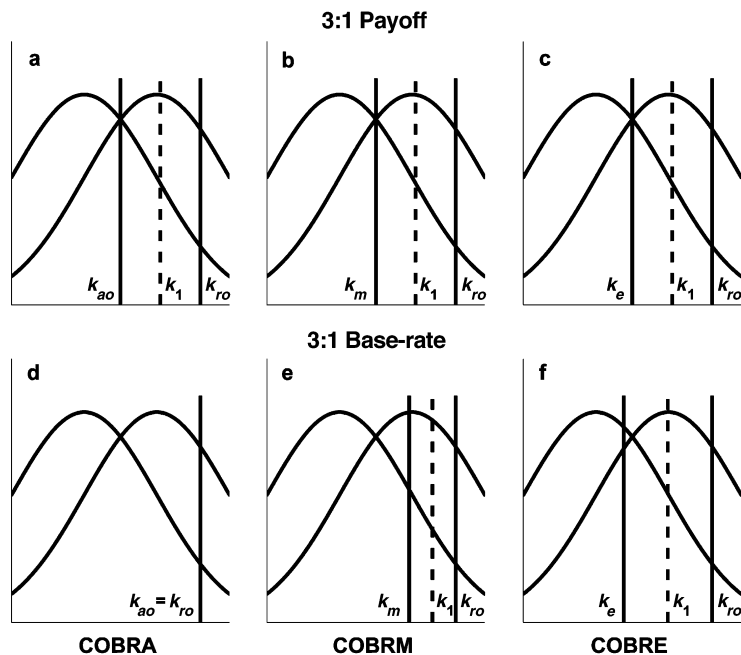 3:1 Payoff
a b c
k_ao k_1 k_ro k_m k_1 k_ro k_e k_1 k_ro
3:1 Base-rate
d e f
k_ao = k_ro k_m k_1 k_ro k_e k_1 k_ro
COBRA COBRM COBRE